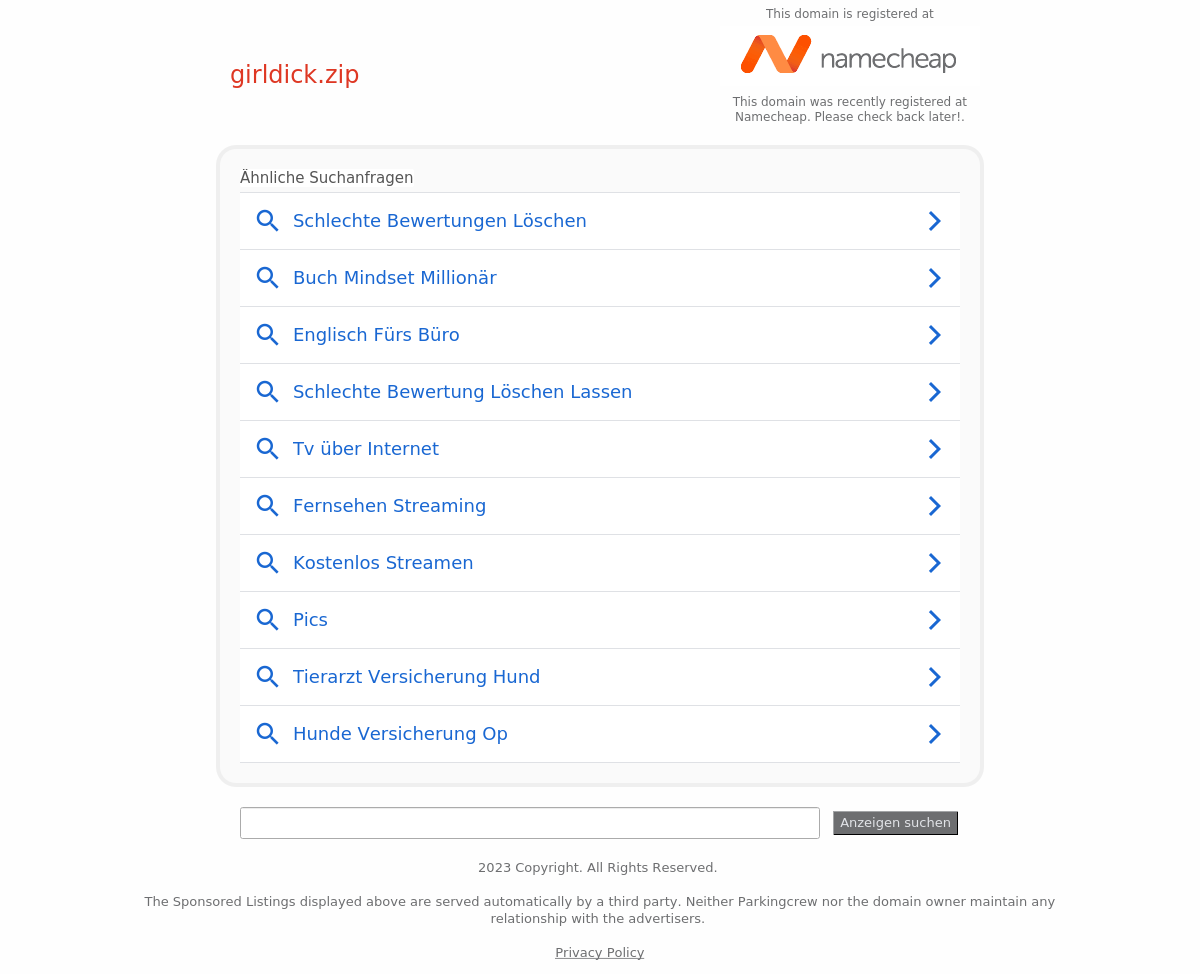 This domain is registered at
namecheap
girldick.zip
This domain was recently registered at
Namecheap. Please check back later!.
Ähnliche Suchanfragen
Schlechte Bewertungen Löschen
Buch Mindset Millionär
Englisch Fürs Büro
Schlechte Bewertung Löschen Lassen
Tv über Internet
Fernsehen Streaming
Kostenlos Streamen
Pics
Tierarzt Versicherung Hund
Hunde Versicherung Op
Anzeigen suchen
2023 Copyright. All Rights Reserved.
The Sponsored Listings displayed above are served automatically by a third party. Neither Parkingcrew nor the domain owner maintain any
relationship with the advertisers.
Privacy Policy